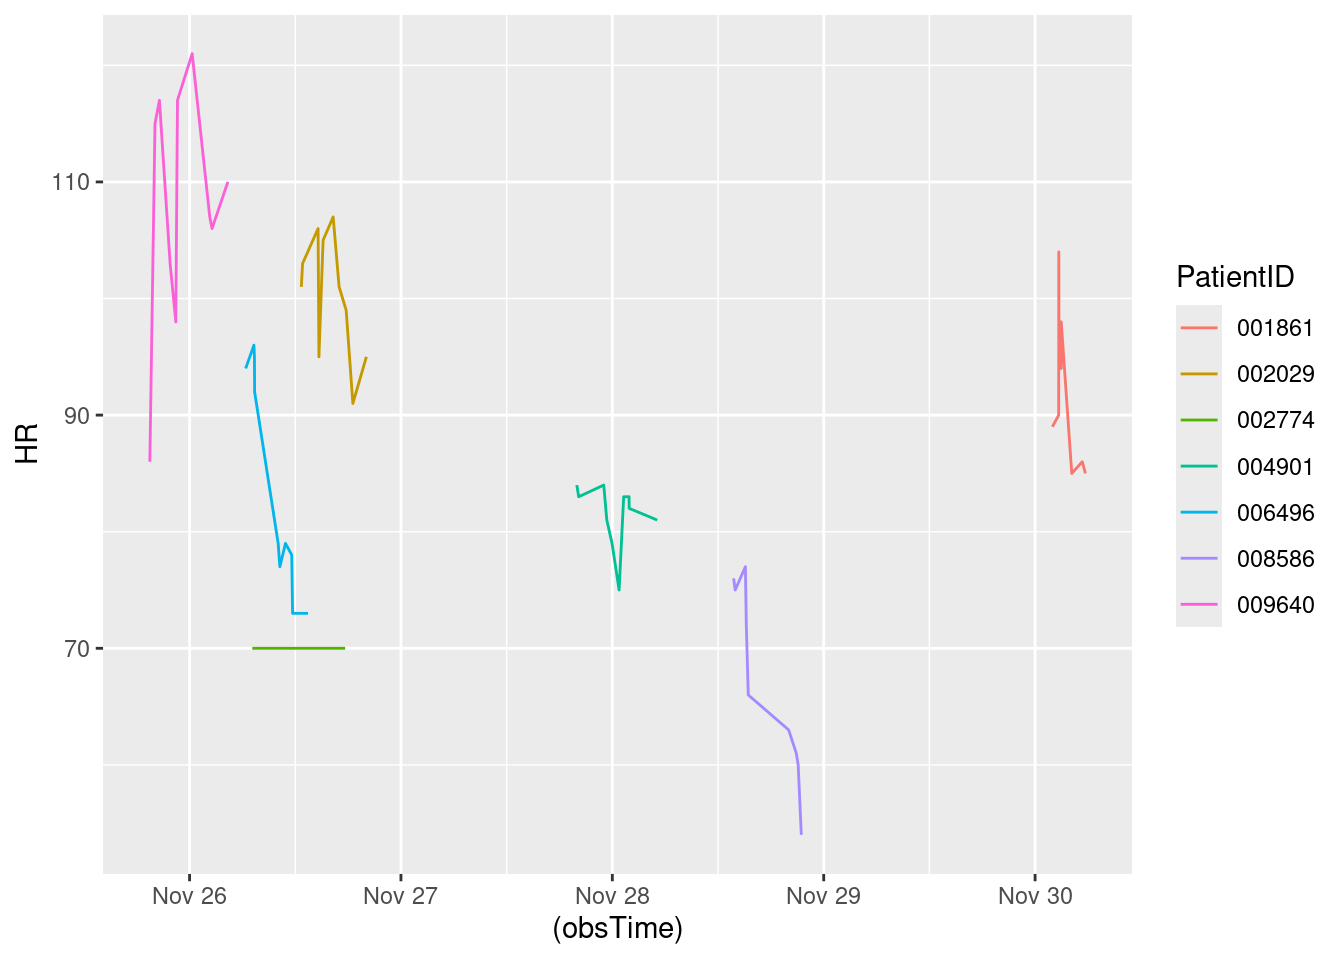 HR
110
90
70
Nov 26
Nov 27
Nov 28
Nov 29
Nov 30
(obsTime)
PatientID
001861
002029
002774
004901
006496
008586
009640